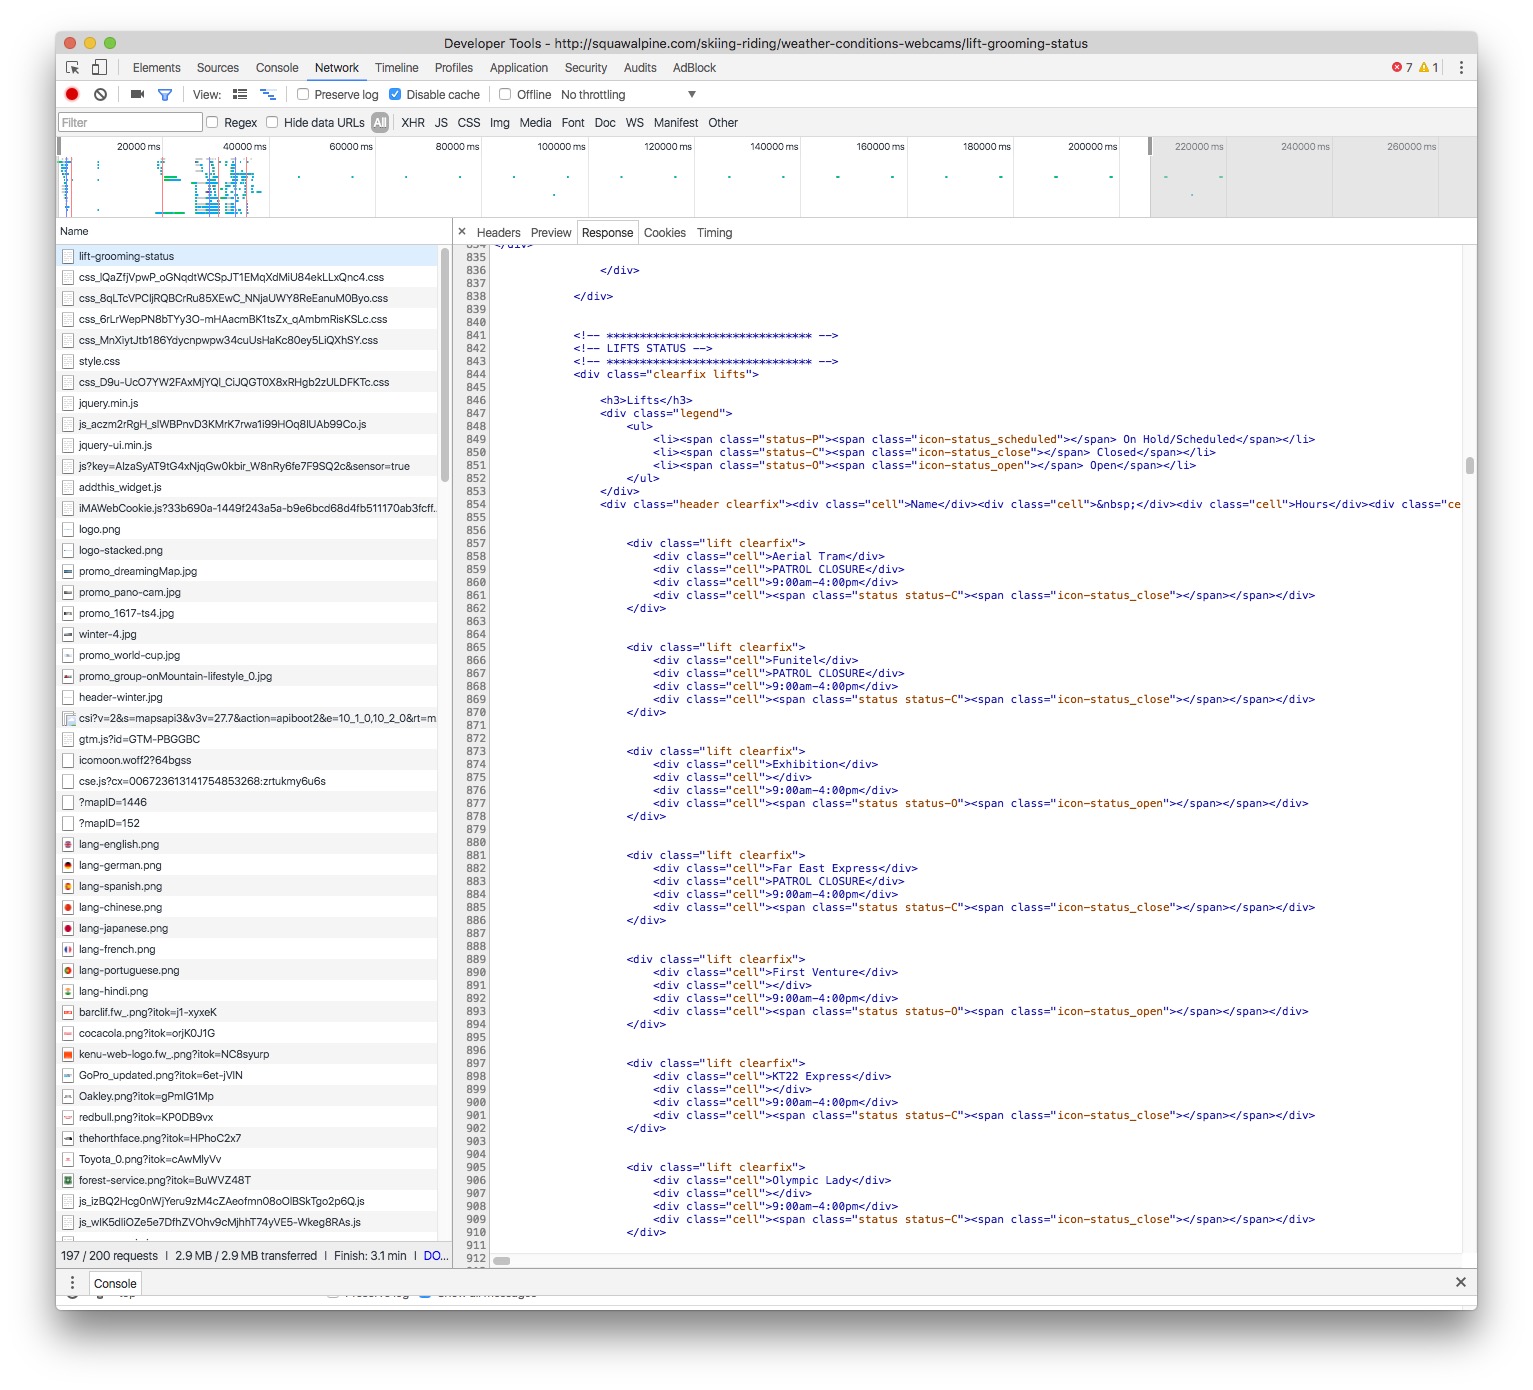 Developer Tools - http://squawalpine.com/skiing-riding/weather-conditions-webcams/lift-grooming-status
Elements Sources Console Network Timeline Profiles Application Security Audits AdBlock 7 1
View: Preserve log Disable cache Offline No throttling
Filter Regex Hide data URLs All XHR JS CSS Img Media Font Doc WS Manifest Other
20000 ms 40000 ms 60000 ms 80000 ms 100000 ms 120000 ms 140000 ms 160000 ms 180000 ms 200000 ms 220000 ms 240000 ms 260000 ms
Name
lift-grooming-status
css_lQaZfjVpwP_oGNqdtWCSpJT1EMqXdMiU84ekLLxQnc4.css
css_8qLTcVPCljRQBCrRu85XEwC_NNjaUWY8ReEanuM0Byo.css
css_6rLrWepPN8bTYy3O-mHAacmBK1tsZx_qAmbmRisKSLc.css
css_MnXiytJtb186Ydycnpwpw34cuUsHaKc80ey5LiQXhSY.css
style.css
css_D9u-UcO7YW2FAxMjYQl_CiJQGT0X8xRHgb2zULDFKTc.css
jquery.min.js
js_aczm2rRgH_slWBPnvD3KMrK7rwa1i99HOq8lUAb99Co.js
jquery-ui.min.js
js?key=AIzaSyAT9tG4xNjqGw0kbir_W8nRy6fe7F9SQ2c&sensor=true
addthis_widget.js
iMAWebCookie.js?33b690a-1449f243a5a-b9e6bcd68d4fb511170ab3fcff...
logo.png
logo-stacked.png
promo_dreamingMap.jpg
promo_pano-cam.jpg
promo_1617-ts4.jpg
winter-4.jpg
promo_world-cup.jpg
promo_group-onMountain-lifestyle_0.jpg
header-winter.jpg
csi?v=2&s=mapsapi3&v3v=27.7&action=apiboot2&e=10_1_0,10_2_0&rt=m...
gtm.js?id=GTM-PBGGBC
icomoon.woff2?64bgss
cse.js?cx=006723613141754853268:zrtukmy6u6s
?mapID=1446
?mapID=152
lang-english.png
lang-german.png
lang-spanish.png
lang-chinese.png
lang-japanese.png
lang-french.png
lang-portuguese.png
lang-hindi.png
barclif.fw_.png?itok=j1-xyxeK
cocacola.png?itok=orjK0J1G
kenu-web-logo.fw_.png?itok=NC8syurp
GoPro_updated.png?itok=6et-jVIN
Oakley.png?itok=gPmIG1Mp
redbull.png?itok=KP0DB9vx
thehorthface.png?itok=HPhoC2x7
Toyota_0.png?itok=cAwMlyVv
forest-service.png?itok=BuWVZ48T
js_izBQ2Hcg0nWjYeru9zM4cZAeofmn08oOlBSkTgo2p6Q.js
js_wlK5dIiOZe5e7DfhZVOhv9cMjhhT74yVE5-Wkeg8RAs.js
197 / 200 requests | 2.9 MB / 2.9 MB transferred | Finish: 3.1 min | DO...
× Headers Preview Response Cookies Timing
834 </div>
835
836 </div>
837
838 </div>
839
840
841 <!-- ******************************* -->
842 <!-- LIFTS STATUS -->
843 <!-- ******************************* -->
844 <div class="clearfix lifts">
845
846 <h3>Lifts</h3>
847 <div class="legend">
848 <ul>
849 <li><span class="status-P"><span class="icon-status_scheduled"></span> On Hold/Scheduled</span></li>
850 <li><span class="status-C"><span class="icon-status_close"></span> Closed</span></li>
851 <li><span class="status-O"><span class="icon-status_open"></span> Open</span></li>
852 </ul>
853 </div>
854 <div class="header clearfix"><div class="cell">Name</div><div class="cell">&nbsp;</div><div class="cell">Hours</div><div class="ce
855
856
857 <div class="lift clearfix">
858 <div class="cell">Aerial Tram</div>
859 <div class="cell">PATROL CLOSURE</div>
860 <div class="cell">9:00am-4:00pm</div>
861 <div class="cell"><span class="status status-C"><span class="icon-status_close"></span></span></div>
862 </div>
863
864
865 <div class="lift clearfix">
866 <div class="cell">Funitel</div>
867 <div class="cell">PATROL CLOSURE</div>
868 <div class="cell">9:00am-4:00pm</div>
869 <div class="cell"><span class="status status-C"><span class="icon-status_close"></span></span></div>
870 </div>
871
872
873 <div class="lift clearfix">
874 <div class="cell">Exhibition</div>
875 <div class="cell"></div>
876 <div class="cell">9:00am-4:00pm</div>
877 <div class="cell"><span class="status status-O"><span class="icon-status_open"></span></span></div>
878 </div>
879
880
881 <div class="lift clearfix">
882 <div class="cell">Far East Express</div>
883 <div class="cell">PATROL CLOSURE</div>
884 <div class="cell">9:00am-4:00pm</div>
885 <div class="cell"><span class="status status-C"><span class="icon-status_close"></span></span></div>
886 </div>
887
888
889 <div class="lift clearfix">
890 <div class="cell">First Venture</div>
891 <div class="cell"></div>
892 <div class="cell">9:00am-4:00pm</div>
893 <div class="cell"><span class="status status-O"><span class="icon-status_open"></span></span></div>
894 </div>
895
896
897 <div class="lift clearfix">
898 <div class="cell">KT22 Express</div>
899 <div class="cell"></div>
900 <div class="cell">9:00am-4:00pm</div>
901 <div class="cell"><span class="status status-C"><span class="icon-status_close"></span></span></div>
902 </div>
903
904
905 <div class="lift clearfix">
906 <div class="cell">Olympic Lady</div>
907 <div class="cell"></div>
908 <div class="cell">9:00am-4:00pm</div>
909 <div class="cell"><span class="status status-C"><span class="icon-status_close"></span></span></div>
910 </div>
911
912
Console